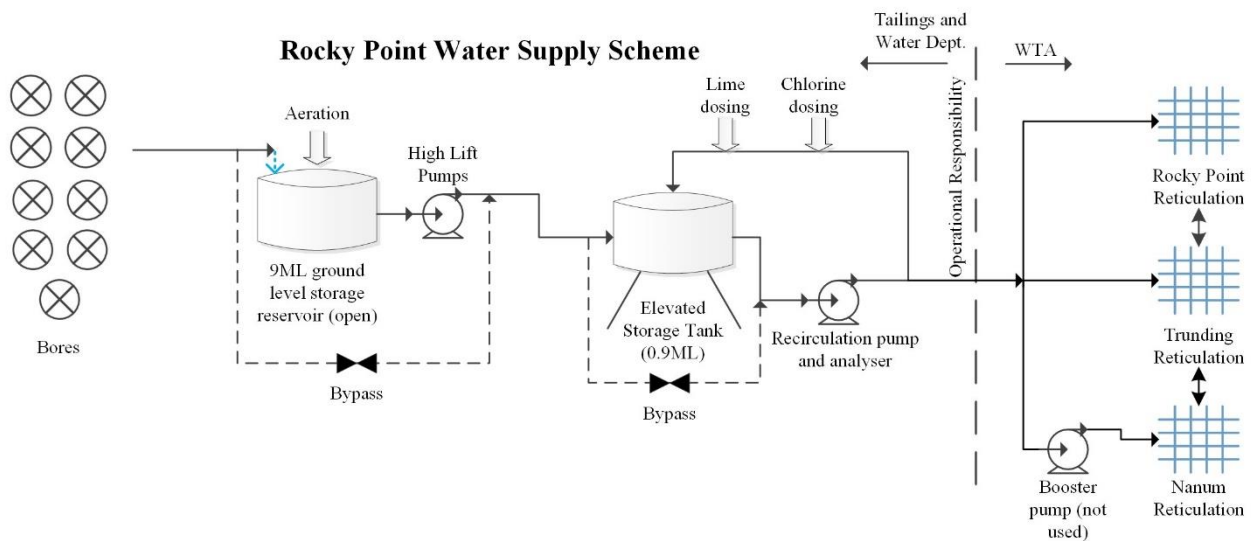 Rocky Point Water Supply Scheme
Tailings and
Water Dept.
WTA
Operational Responsibility
Bores
Aeration
9ML ground
level storage
reservoir (open)
Bypass
High Lift
Pumps
Lime
dosing
Chlorine
dosing
Elevated
Storage Tank
(0.9ML)
Bypass
Recirculation pump
and analyser
Rocky Point
Reticulation
Trunding
Reticulation
Booster
pump (not
used)
Nanum
Reticulation